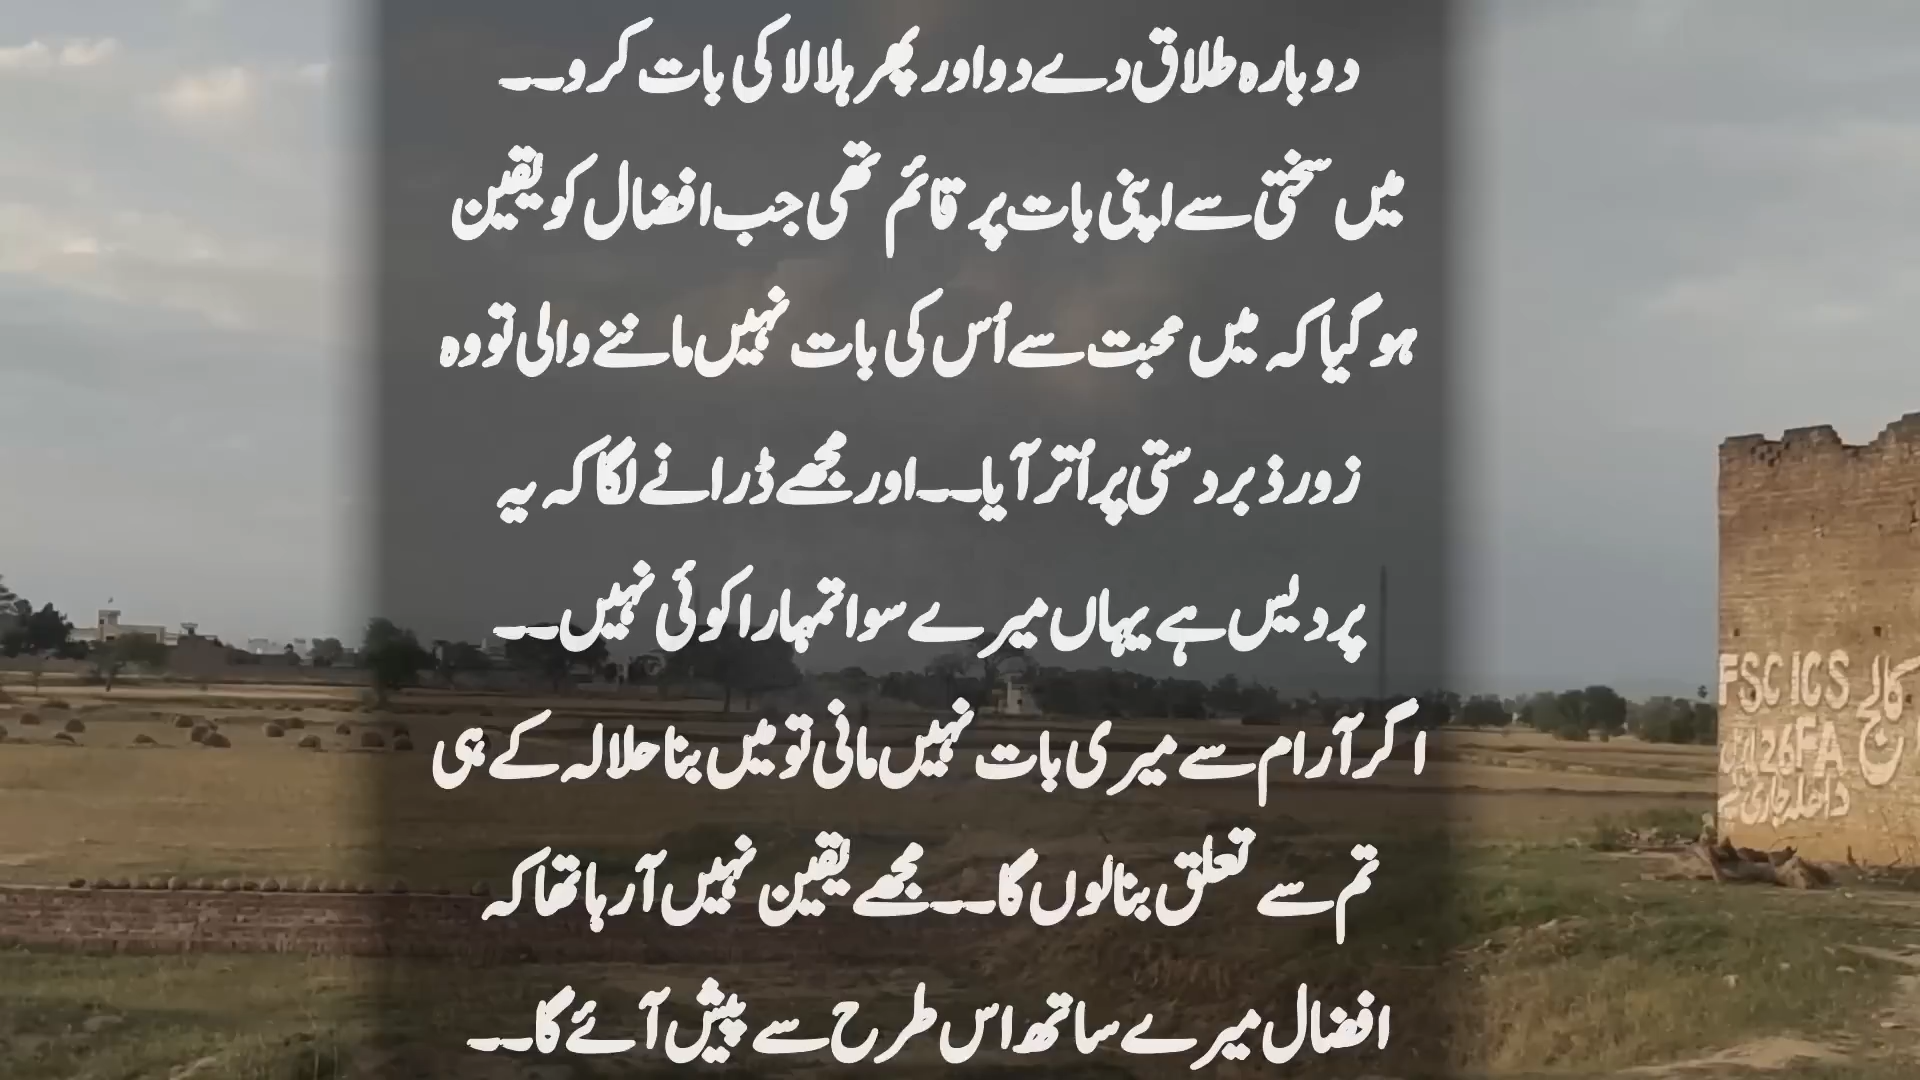 دوبارہ طلاق دے دو اور پھر ہلالا کی بات کرو۔۔
میں سختی سے اپنی بات پر قائم تھی جب افضال کو یقین
ہو گیا کہ میں محبت سے اُس کی بات نہیں ماننے والی تو وہ
زور ذبردستی پر اُتر آیا۔۔ اور مجھے ڈرانے لگا کہ یہ
پردیس ہے یہاں میرے سوا تمہارا کوئی نہیں۔۔
اگر آرام سے میری بات نہیں مانی تو میں بنا حلالہ کے ہی
تم سے تعلق بنا لوں گا۔۔ مجھے یقین نہیں آ رہا تھا کہ
افضال میرے ساتھ اس طرح سے پیش آئے گا۔۔
FSC ICS کالج
26FA
داخلہ جاری ہے